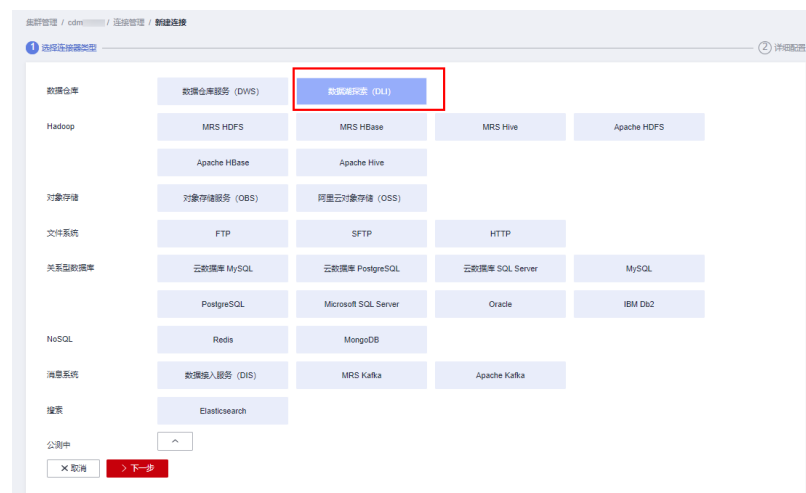 集群管理 / cdm / 连接管理 / 新建连接
1 选择连接器类型
2 详细配置
数据仓库 数据仓库服务（DWS） 数据湖探索（DLI）
Hadoop MRS HDFS MRS HBase MRS Hive Apache HDFS
Apache HBase Apache Hive
对象存储 对象存储服务（OBS） 阿里云对象存储（OSS）
文件系统 FTP SFTP HTTP
关系型数据库 云数据库 MySQL 云数据库 PostgreSQL 云数据库 SQL Server MySQL
PostgreSQL Microsoft SQL Server Oracle IBM Db2
NoSQL Redis MongoDB
消息系统 数据接入服务（DIS） MRS Kafka Apache Kafka
搜索 Elasticsearch
公测中
取消 下一步